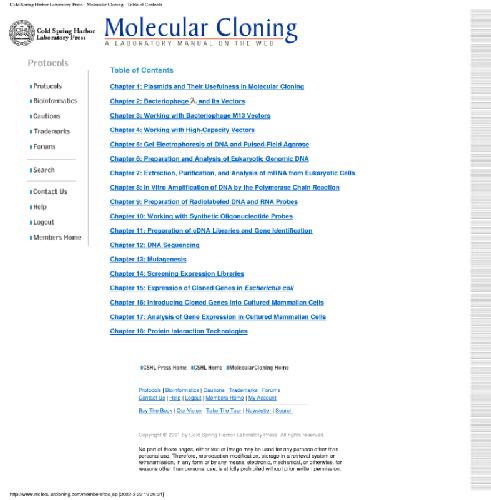 Cold Spring Harbor Laboratory Press - Molecular Cloning - Table of Contents
Cold Spring Harbor
Laboratory Press
Molecular Cloning
A LABORATORY MANUAL ON THE WEB
Protocols
Protocols
Bioinformatics
Cautions
Trademarks
Forums
Search
Contact Us
Help
Logout
Members Home
Table of Contents
Chapter 1: Plasmids and Their Usefulness in Molecular Cloning
Chapter 2: Bacteriophage λ and Its Vectors
Chapter 3: Working with Bacteriophage M13 Vectors
Chapter 4: Working with High-Capacity Vectors
Chapter 5: Gel Electrophoresis of DNA and Pulsed-Field Agarose
Chapter 6: Preparation and Analysis of Eukaryotic Genomic DNA
Chapter 7: Extraction, Purification, and Analysis of mRNA from Eukaryotic Cells
Chapter 8: In Vitro Amplification of DNA by the Polymerase Chain Reaction
Chapter 9: Preparation of Radiolabeled DNA and RNA Probes
Chapter 10: Working with Synthetic Oligonucleotide Probes
Chapter 11: Preparation of cDNA Libraries and Gene Identification
Chapter 12: DNA Sequencing
Chapter 13: Mutagenesis
Chapter 14: Screening Expression Libraries
Chapter 15: Expression of Cloned Genes in Escherichia coli
Chapter 16: Introducing Cloned Genes into Cultured Mammalian Cells
Chapter 17: Analysis of Gene Expression in Cultured Mammalian Cells
Chapter 18: Protein Interaction Technologies
CSHL Press Home CSHL Home Molecular Cloning Home
Protocols | Bioinformatics | Cautions | Trademarks | Forums
Contact Us | Help | Logout | Members Home | My Account
Buy The Book | Our Vision | Take The Tour | Newsletter | Search
Copyright © 2001 by Cold Spring Harbor Laboratory Press. All rights reserved.
No part of these pages, either text or image may be used for any purpose other than
personal use. Therefore, reproduction modification, storage in a retrieval system or
retransmission, in any form or by any means, electronic, mechanical, or otherwise, for
reasons other than personal use, is strictly prohibited without prior written permission.